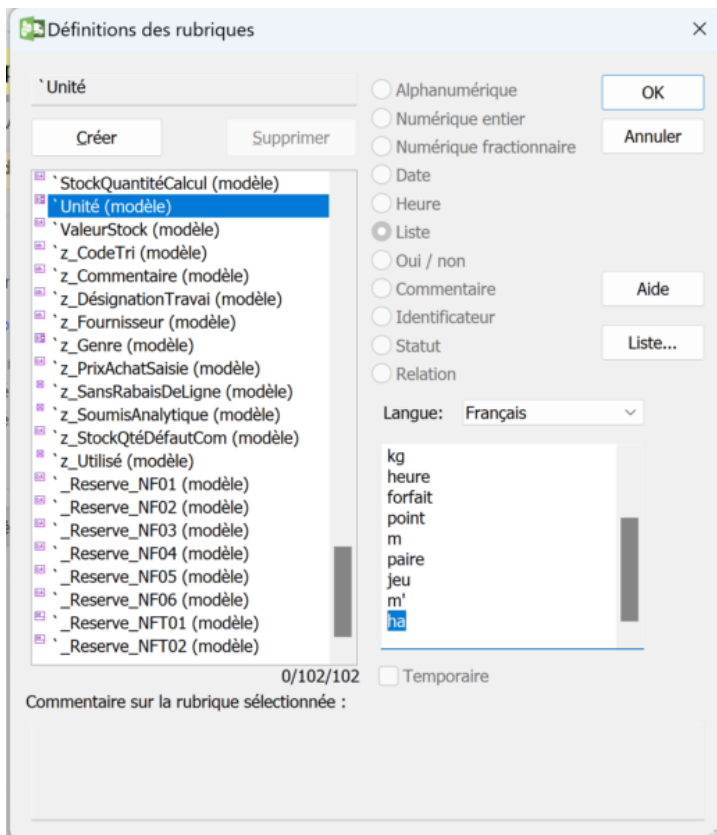 Définitions des rubriques
`Unité
Créer
Supprimer
`StockQuantitéCalcul (modèle)
`Unité (modèle)
`ValeurStock (modèle)
`z_CodeTri (modèle)
`z_Commentaire (modèle)
`z_DésignationTravai (modèle)
`z_Fournisseur (modèle)
`z_Genre (modèle)
`z_PrixAchatSaisie (modèle)
`z_SansRabaisDeLigne (modèle)
`z_SoumisAnalytique (modèle)
`z_StockQtéDéfautCom (modèle)
`z_Utilisé (modèle)
`_Reserve_NF01 (modèle)
`_Reserve_NF02 (modèle)
`_Reserve_NF03 (modèle)
`_Reserve_NF04 (modèle)
`_Reserve_NF05 (modèle)
`_Reserve_NF06 (modèle)
`_Reserve_NFT01 (modèle)
`_Reserve_NFT02 (modèle)
0/102/102
Alphanumérique
Numérique entier
Numérique fractionnaire
Date
Heure
Liste
Oui / non
Commentaire
Identificateur
Statut
Relation
OK
Annuler
Aide
Liste...
Langue: Français
kg
heure
forfait
point
m
paire
jeu
m'
ha
Temporaire
Commentaire sur la rubrique sélectionnée :